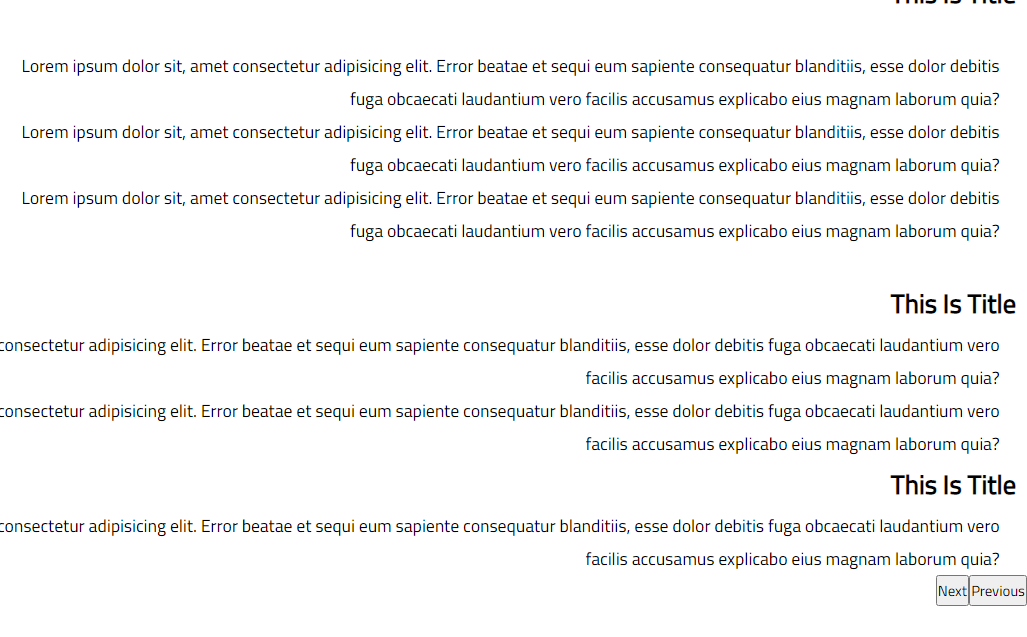 This Is Title
Lorem ipsum dolor sit, amet consectetur adipisicing elit. Error beatae et sequi eum sapiente consequatur blanditiis, esse dolor debitis
fuga obcaecati laudantium vero facilis accusamus explicabo eius magnam laborum quia?
Lorem ipsum dolor sit, amet consectetur adipisicing elit. Error beatae et sequi eum sapiente consequatur blanditiis, esse dolor debitis
fuga obcaecati laudantium vero facilis accusamus explicabo eius magnam laborum quia?
Lorem ipsum dolor sit, amet consectetur adipisicing elit. Error beatae et sequi eum sapiente consequatur blanditiis, esse dolor debitis
fuga obcaecati laudantium vero facilis accusamus explicabo eius magnam laborum quia?
This Is Title
consectetur adipisicing elit. Error beatae et sequi eum sapiente consequatur blanditiis, esse dolor debitis fuga obcaecati laudantium vero
facilis accusamus explicabo eius magnam laborum quia?
consectetur adipisicing elit. Error beatae et sequi eum sapiente consequatur blanditiis, esse dolor debitis fuga obcaecati laudantium vero
facilis accusamus explicabo eius magnam laborum quia?
This Is Title
consectetur adipisicing elit. Error beatae et sequi eum sapiente consequatur blanditiis, esse dolor debitis fuga obcaecati laudantium vero
facilis accusamus explicabo eius magnam laborum quia?
Next Previous